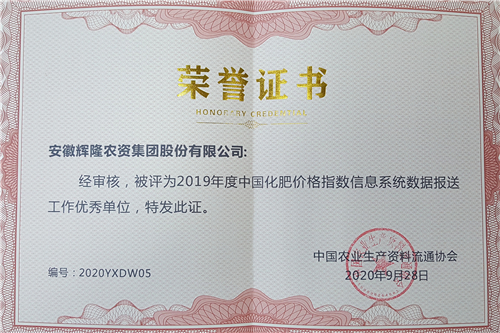 荣誉证书
HONORARY CREDENTIAL
安徽辉隆农资集团股份有限公司:
经审核，被评为2019年度中国化肥价格指数信息系统数据报送
工作优秀单位，特发此证。
中国农业生产资料流通协会
2020年9月28日
编号：2020YXDW05